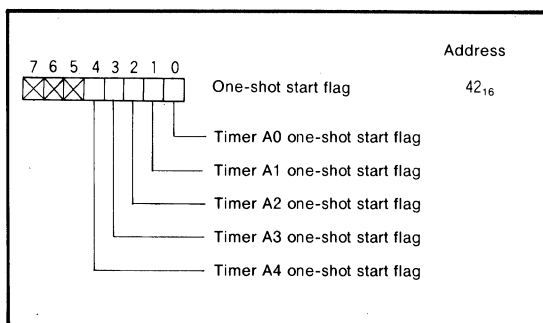 Address
7 6 5 4 3 2 1 0
One-shot start flag 42₁₆
Timer A0 one-shot start flag
Timer A1 one-shot start flag
Timer A2 one-shot start flag
Timer A3 one-shot start flag
Timer A4 one-shot start flag